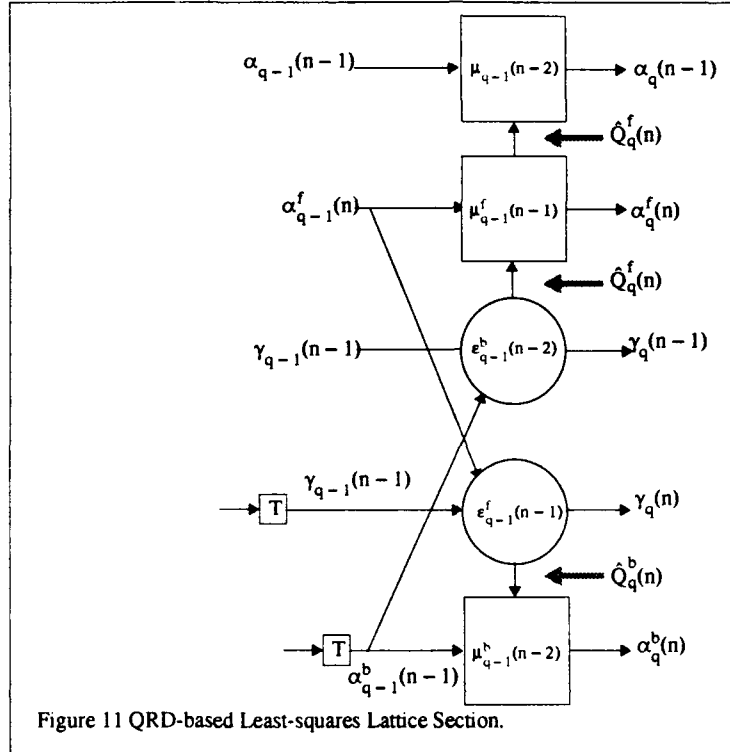 α_{q−1}(n−1) μ_{q−1}(n−2) α_q(n−1)
Q̂_q^f(n)
α_{q−1}^f(n) μ_{q−1}^f(n−1) α_q^f(n)
Q̂_q^f(n)
γ_{q−1}(n−1) ε_{q−1}^b(n−2) γ_q(n−1)
γ_{q−1}(n−1)
T ε_{q−1}^f(n−1) γ_q(n)
Q̂_q^b(n)
T μ_{q−1}^b(n−2) α_q^b(n)
α_{q−1}^b(n−1)
Figure 11 QRD-based Least-squares Lattice Section.